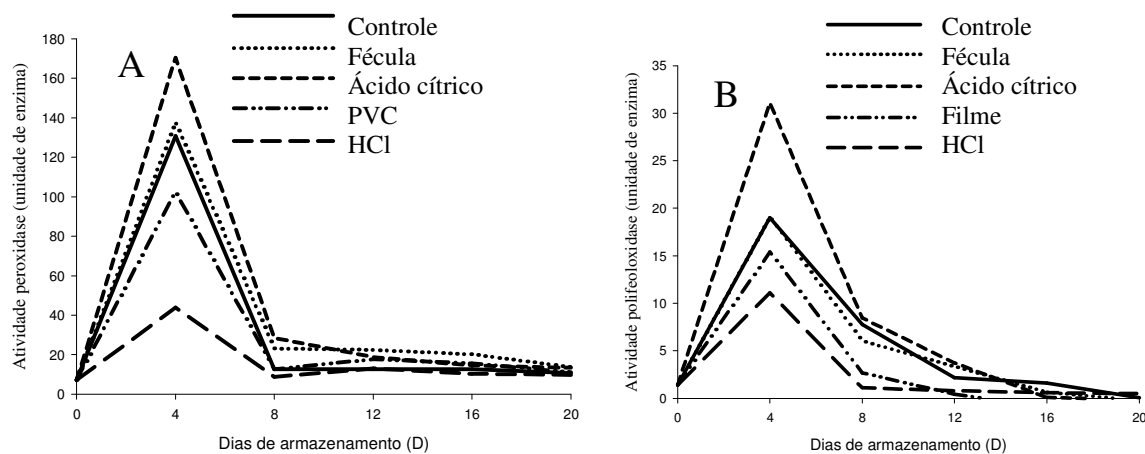 A
Controle
Fécula
Ácido cítrico
PVC
HCl
Atividade peroxidase (unidade de enzima)
180
160
140
120
100
80
60
40
20
0
0 4 8 12 16 20
Dias de armazenamento (D)
B
Controle
Fécula
Ácido cítrico
Filme
HCl
Atividade polifeoloxidase (unidade de enzima)
35
30
25
20
15
10
5
0
0 4 8 12 16 20
Dias de armazenamento (D)